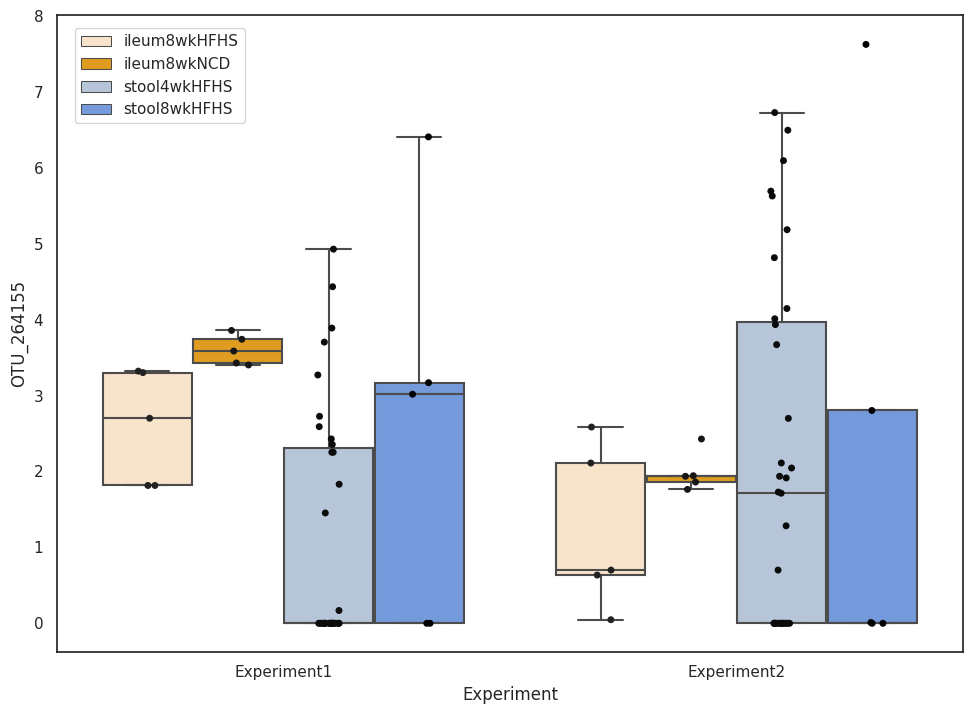 8
7
6
5
4
3
2
1
0
OTU_264155
ileum8wkHFHS
ileum8wkNCD
stool4wkHFHS
stool8wkHFHS
Experiment1
Experiment2
Experiment